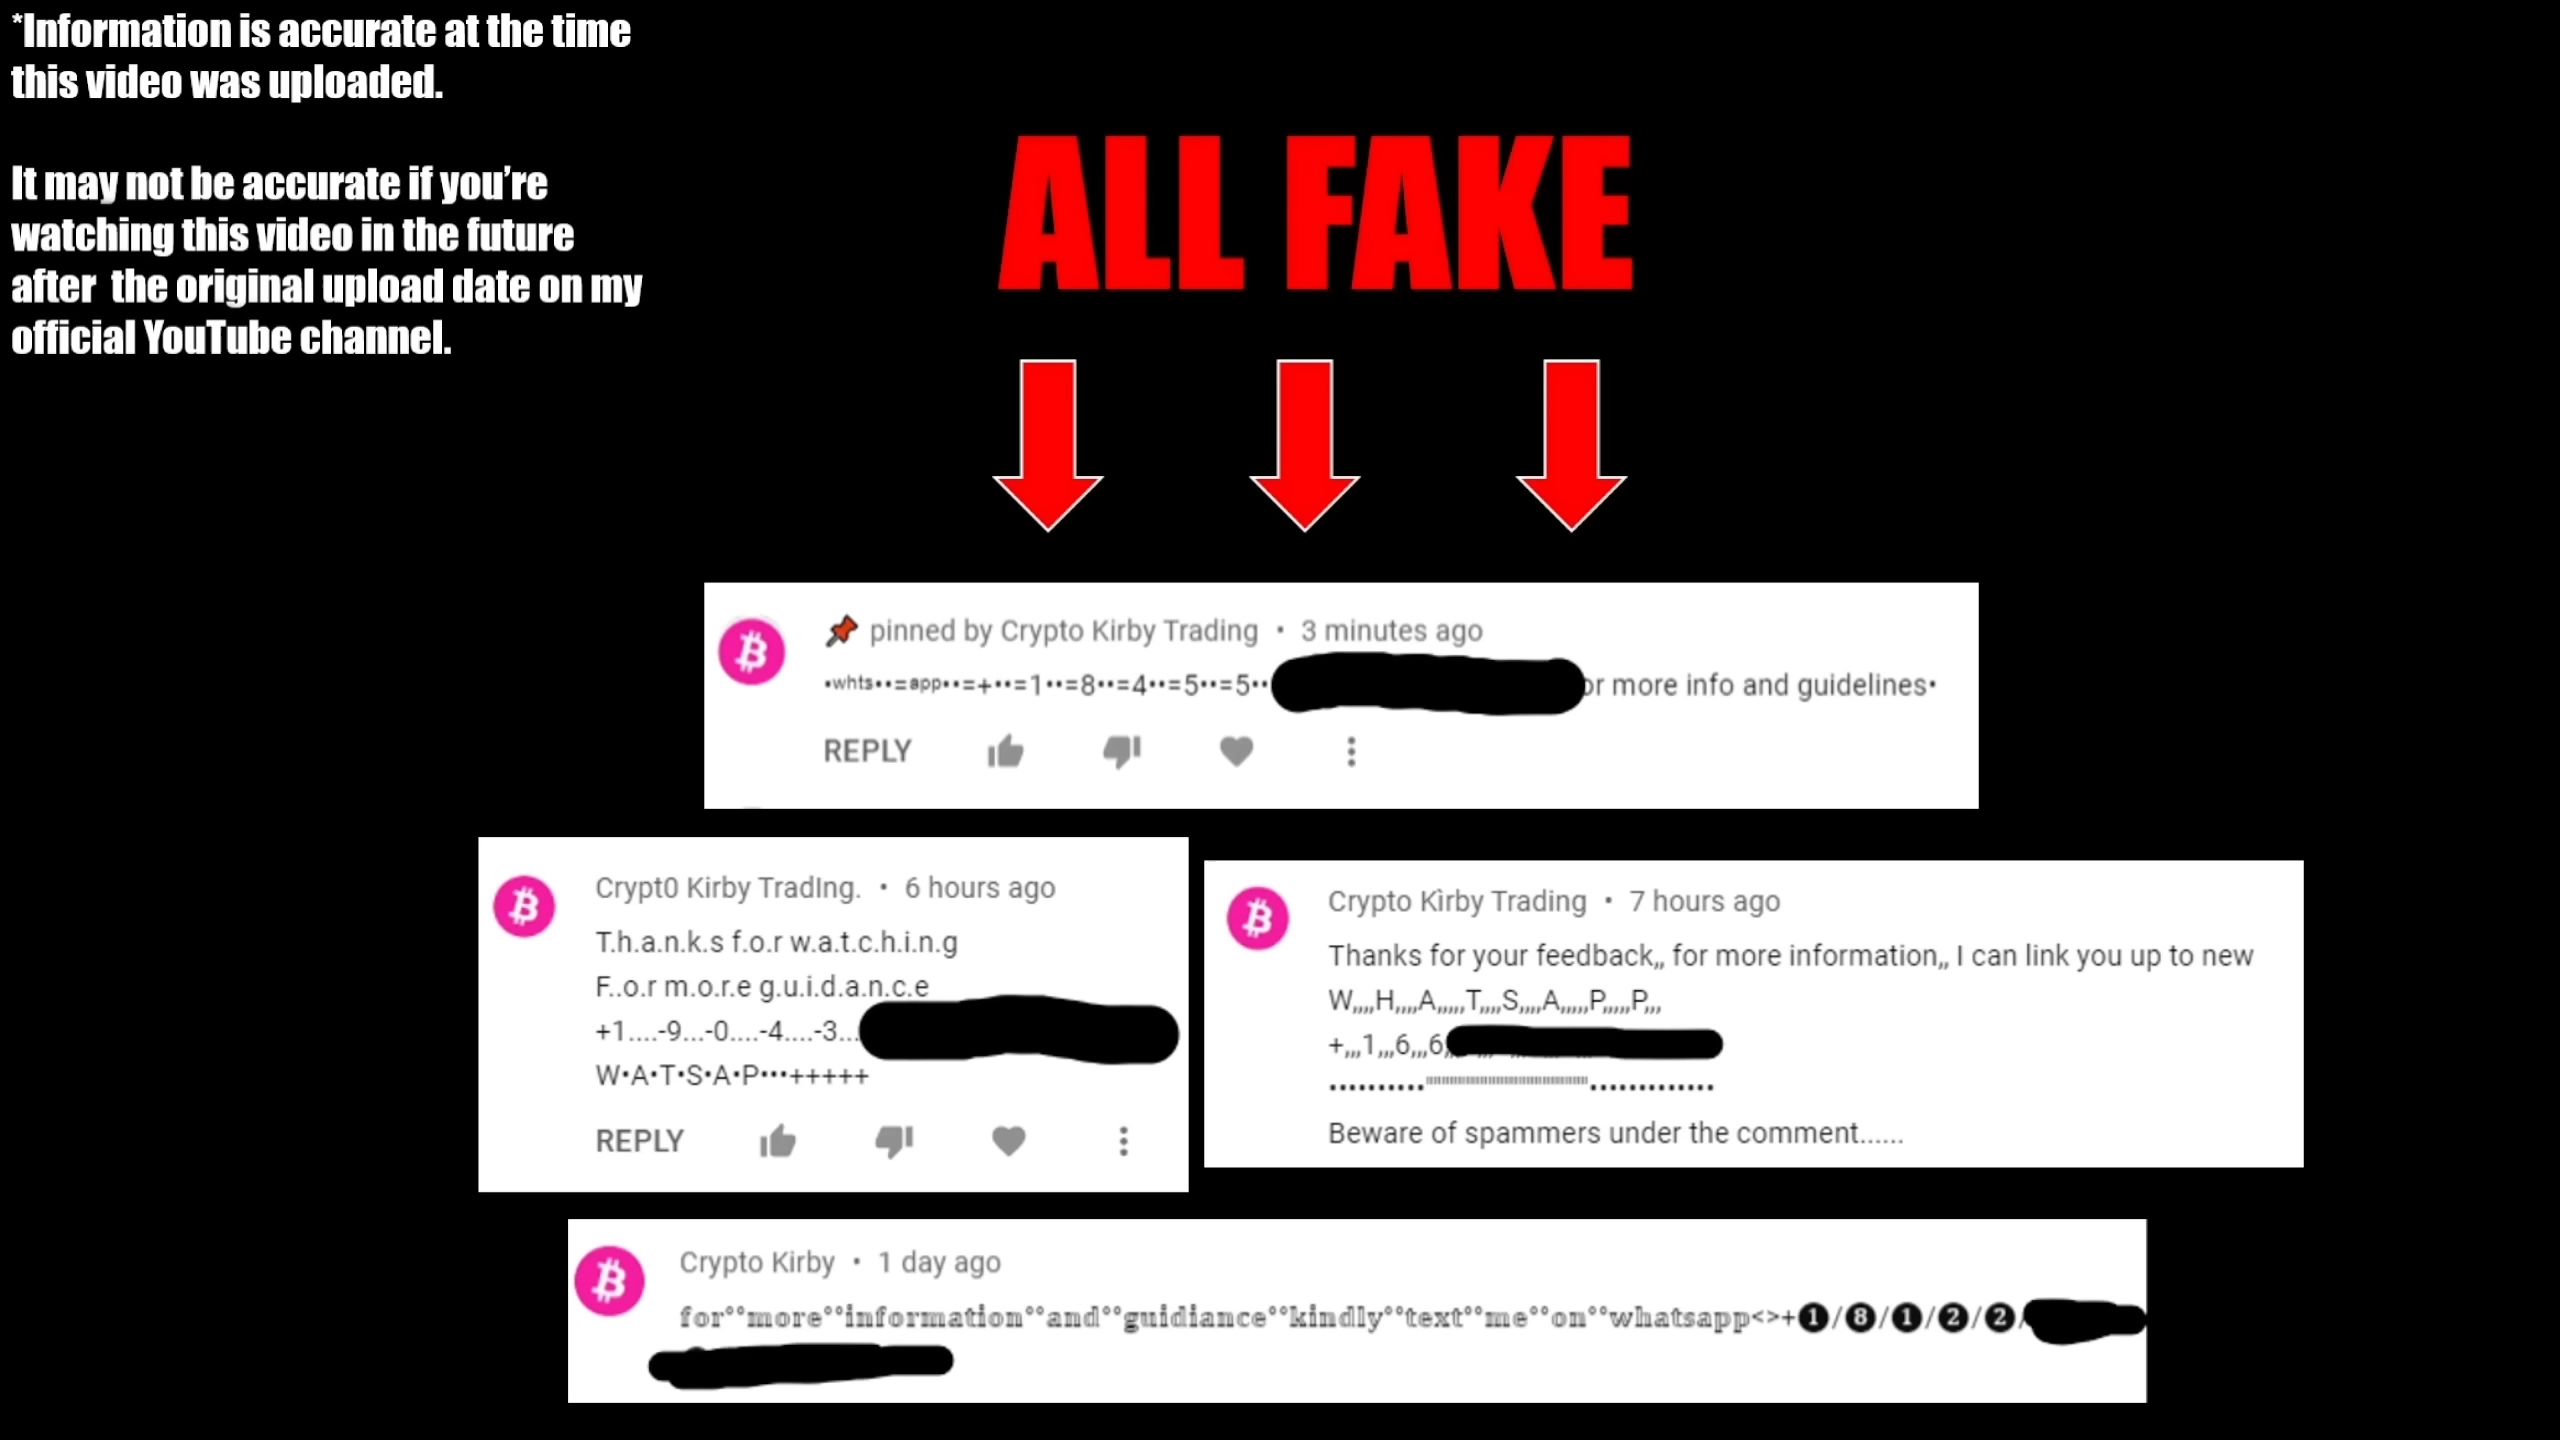 *Information is accurate at the time
this video was uploaded.
It may not be accurate if you’re
watching this video in the future
after  the original upload date on my
official YouTube channel.
ALL FAKE
📌 pinned by Crypto Kirby Trading • 3 minutes ago
•ʷʰᵗˢ••=ᵃᵖᵖ••=+••=1••=8••=4••=5••=5•• or more info and guidelines•
REPLY
Crypt0 Kirby TradIng. • 6 hours ago
T.h.a.n.k.s f.o.r w.a.t.c.h.i.n.g
F..o.r m.o.r.e g.u.i.d.a.n.c.e
+1....-9...-0....-4....-3...
W•A•T•S•A•P•••+++++
REPLY
Crypto Kìrby Trading • 7 hours ago
Thanks for your feedback,, for more information,, I can link you up to new
W,,,,H,,,,A,,,,,T,,,,S,,,,A,,,,,P,,,,,P,,,
+,,,1,,,6,,,6
Beware of spammers under the comment......
Crypto Kirby • 1 day ago
𝕗𝕠𝕣°°𝕞𝕠𝕣𝕖°°𝕚𝕟𝕗𝕠𝕣𝕞𝕒𝕥𝕚𝕠𝕟°°𝕒𝕟𝕕°°𝕘𝕦𝕚𝕕𝕚𝕒𝕟𝕔𝕖°°𝕜𝕚𝕟𝕕𝕝𝕪°°𝕥𝕖𝕩𝕥°°𝕞𝕖°°𝕠𝕟°°𝕨𝕙𝕒𝕥𝕤𝕒𝕡𝕡<>+❶/❽/❶/❷/❷/